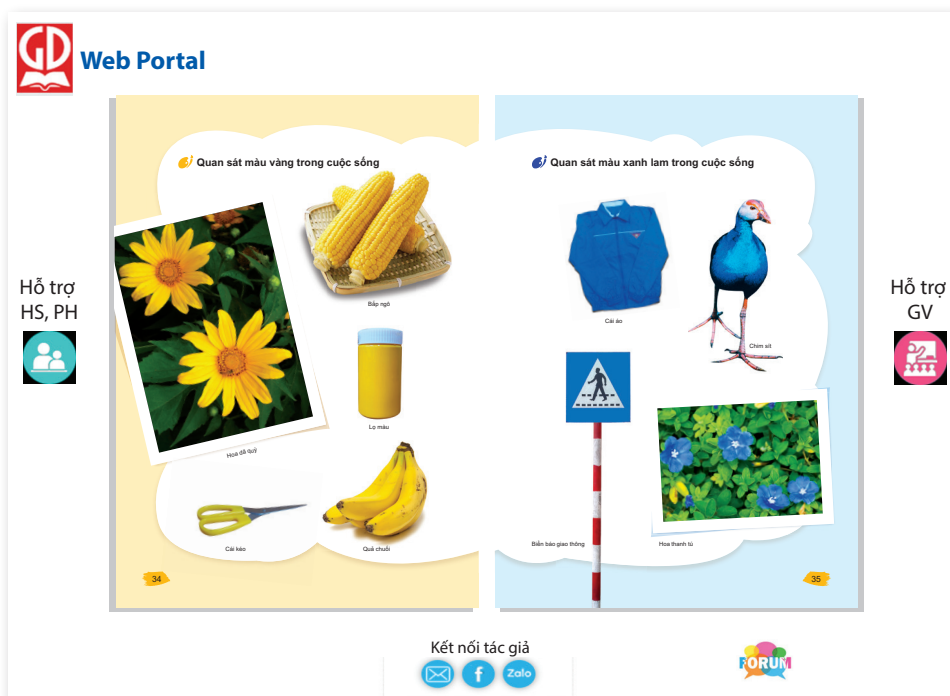 GD
Web Portal
Quan sát màu vàng trong cuộc sống
Bắp ngô
Lọ màu
Hoa dã quỳ
Cái kéo
Quả chuối
34
Quan sát màu xanh lam trong cuộc sống
Cái áo
Chim xít
Biển báo giao thông
Hoa thanh tú
35
Hỗ trợ
HS, PH
Hỗ trợ
GV
Kết nối tác giả
Zalo
FORUM